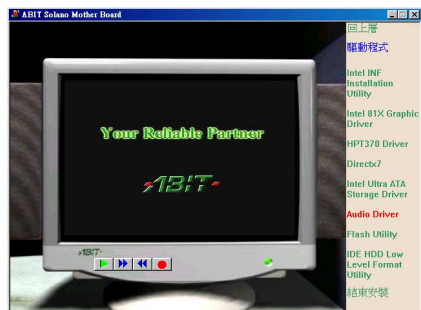 ABIT Solano Mother Board
回上層
驅動程式
Intel INF
Installation
Utility
Intel 81X Graphic
Driver
HPT370 Driver
Directx7
Intel Ultra ATA
Storage Driver
Audio Driver
Flash Utility
IDE HDD Low
Level Format
Utility
結束安裝
Your Reliable Partner
ABIT
ABIT